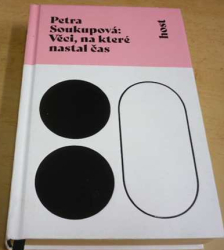 Petra
Soukupová:
Věci, na které
nastal čas
host